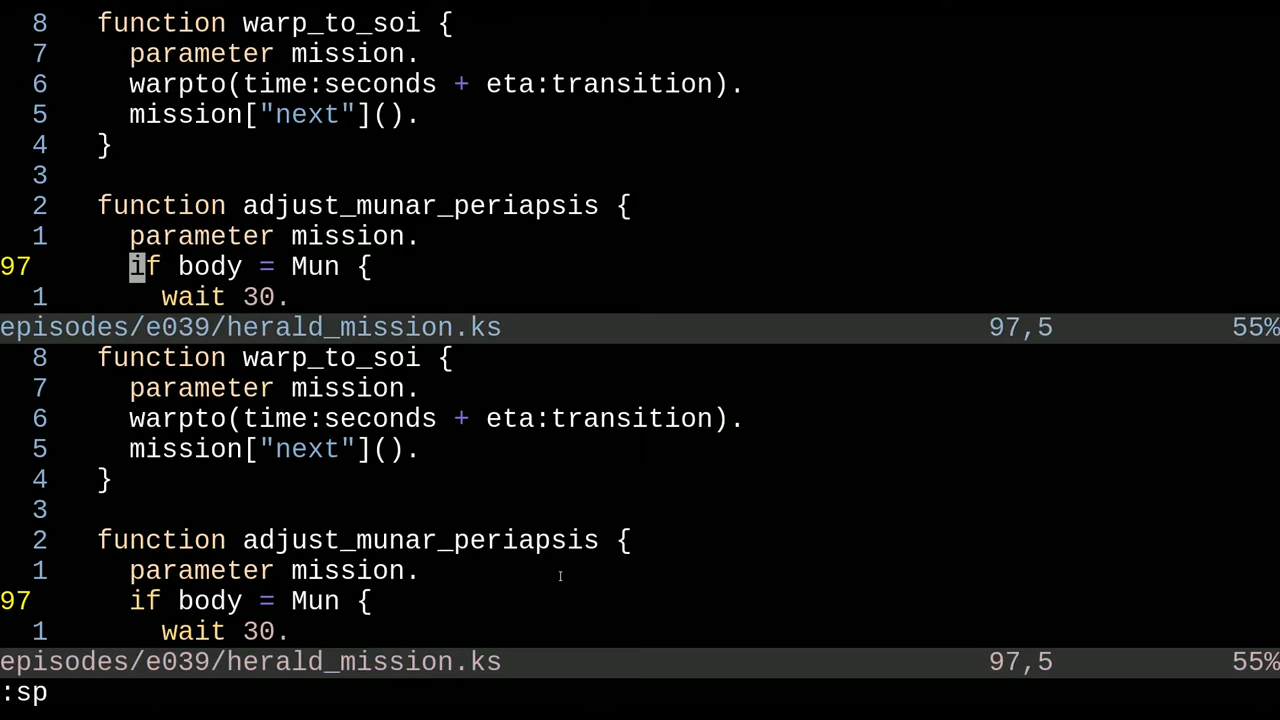 8   function warp_to_soi {
7     parameter mission.
6     warpto(time:seconds + eta:transition).
5     mission["next"]().
4   }
3
2   function adjust_munar_periapsis {
1     parameter mission.
97      if body = Mun {
1       wait 30.
episodes/e039/herald_mission.ks 97,5 55%
8   function warp_to_soi {
7     parameter mission.
6     warpto(time:seconds + eta:transition).
5     mission["next"]().
4   }
3
2   function adjust_munar_periapsis {
1     parameter mission.
97      if body = Mun {
1       wait 30.
episodes/e039/herald_mission.ks 97,5 55%
:sp